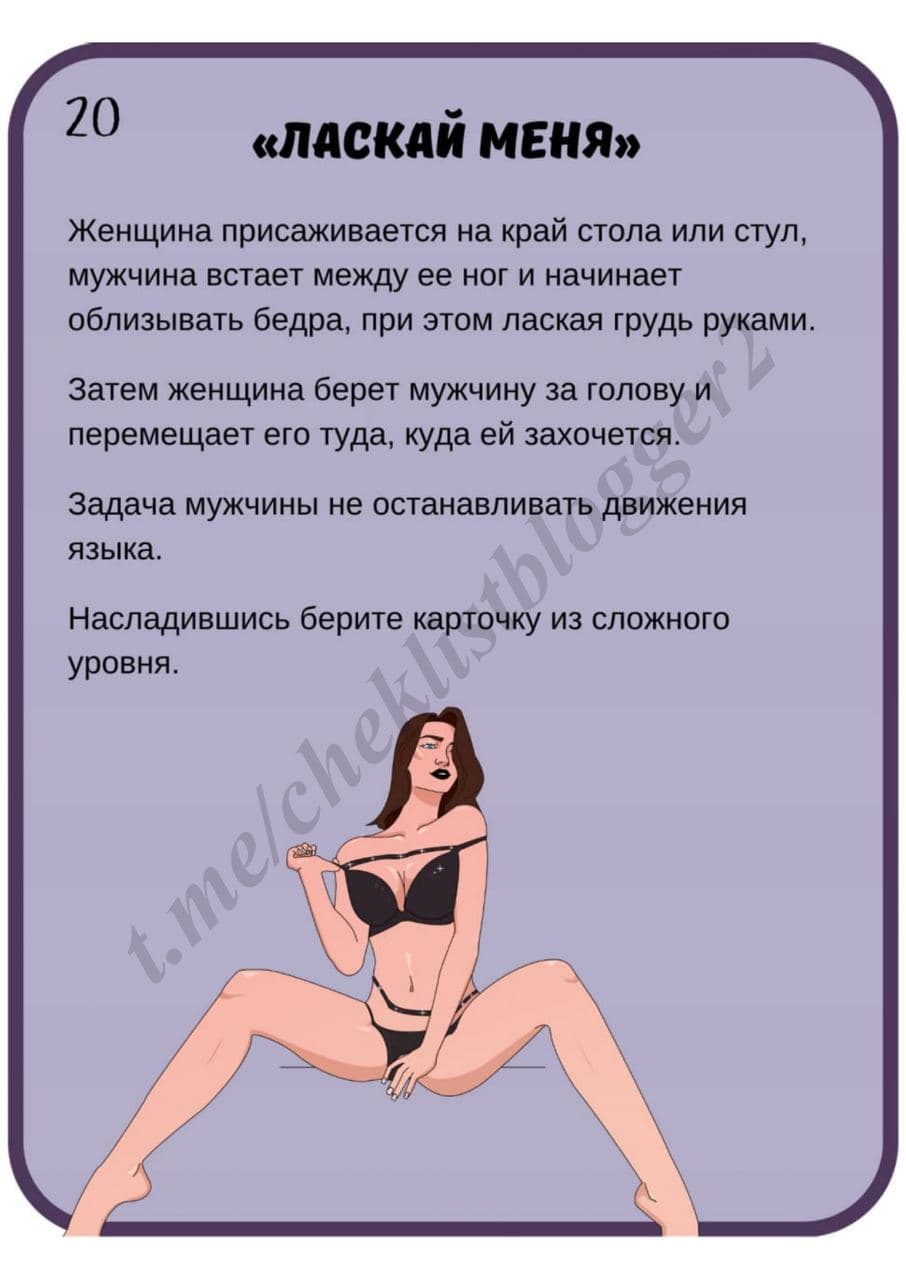 20
«ЛАСКАЙ МЕНЯ»
Женщина присаживается на край стола или стул,
мужчина встает между ее ног и начинает
облизывать бедра, при этом лаская грудь руками.
Затем женщина берет мужчину за голову и
перемещает его туда, куда ей захочется.
Задача мужчины не останавливать движения
языка.
Насладившись берите карточку из сложного
уровня.
t.me/cheklistblogger2